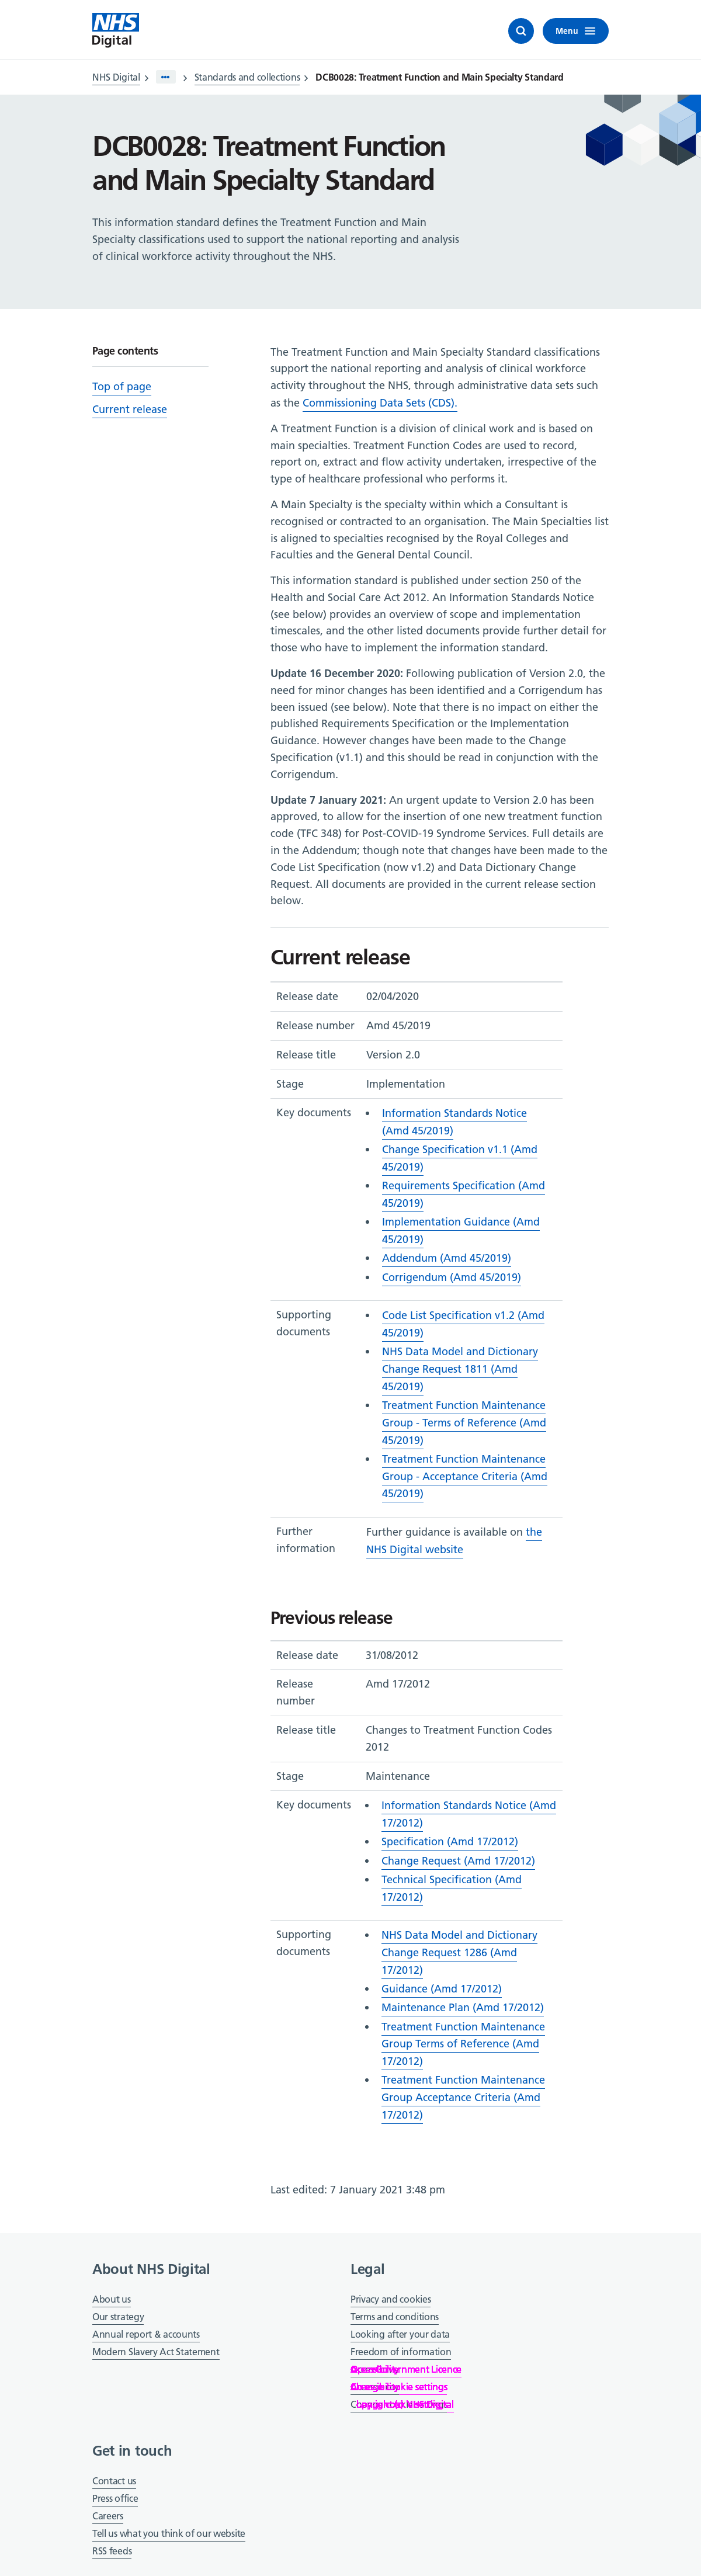 NHS
Digital
Menu
NHS Digital > ••• > Standards and collections > DCB0028: Treatment Function and Main Specialty Standard
DCB0028: Treatment Function
and Main Specialty Standard
This information standard defines the Treatment Function and Main
Specialty classifications used to support the national reporting and analysis
of clinical workforce activity throughout the NHS.
Page contents
Top of page
Current release
The Treatment Function and Main Specialty Standard classifications
support the national reporting and analysis of clinical workforce
activity throughout the NHS, through administrative data sets such
as the Commissioning Data Sets (CDS).
A Treatment Function is a division of clinical work and is based on
main specialties. Treatment Function Codes are used to record,
report on, extract and flow activity undertaken, irrespective of the
type of healthcare professional who performs it.
A Main Specialty is the specialty within which a Consultant is
recognised or contracted to an organisation. The Main Specialties list
is aligned to specialties recognised by the Royal Colleges and
Faculties and the General Dental Council.
This information standard is published under section 250 of the
Health and Social Care Act 2012. An Information Standards Notice
(see below) provides an overview of scope and implementation
timescales, and the other listed documents provide further detail for
those who have to implement the information standard.
Update 16 December 2020: Following publication of Version 2.0, the
need for minor changes has been identified and a Corrigendum has
been issued (see below). Note that there is no impact on either the
published Requirements Specification or the Implementation
Guidance. However changes have been made to the Change
Specification (v1.1) and this should be read in conjunction with the
Corrigendum.
Update 7 January 2021: An urgent update to Version 2.0 has been
approved, to allow for the insertion of one new treatment function
code (TFC 348) for Post-COVID-19 Syndrome Services. Full details are
in the Addendum; though note that changes have been made to the
Code List Specification (now v1.2) and Data Dictionary Change
Request. All documents are provided in the current release section
below.
Current release
Release date 02/04/2020
Release number Amd 45/2019
Release title Version 2.0
Stage Implementation
Key documents • Information Standards Notice
(Amd 45/2019)
• Change Specification v1.1 (Amd
45/2019)
• Requirements Specification (Amd
45/2019)
• Implementation Guidance (Amd
45/2019)
• Addendum (Amd 45/2019)
• Corrigendum (Amd 45/2019)
Supporting
documents
• Code List Specification v1.2 (Amd
45/2019)
• NHS Data Model and Dictionary
Change Request 1811 (Amd
45/2019)
• Treatment Function Maintenance
Group - Terms of Reference (Amd
45/2019)
• Treatment Function Maintenance
Group - Acceptance Criteria (Amd
45/2019)
Further
information
Further guidance is available on the
NHS Digital website
Previous release
Release date 31/08/2012
Release
number
Amd 17/2012
Release title Changes to Treatment Function Codes
2012
Stage Maintenance
Key documents • Information Standards Notice (Amd
17/2012)
• Specification (Amd 17/2012)
• Change Request (Amd 17/2012)
• Technical Specification (Amd
17/2012)
Supporting
documents
• NHS Data Model and Dictionary
Change Request 1286 (Amd
17/2012)
• Guidance (Amd 17/2012)
• Maintenance Plan (Amd 17/2012)
• Treatment Function Maintenance
Group Terms of Reference (Amd
17/2012)
• Treatment Function Maintenance
Group Acceptance Criteria (Amd
17/2012)
Last edited: 7 January 2021 3:48 pm
About NHS Digital
About us
Our strategy
Annual report & accounts
Modern Slavery Act Statement
Legal
Privacy and cookies
Terms and conditions
Looking after your data
Freedom of information
Licence
settings
Get in touch
Contact us
Press office
Careers
Tell us what you think of our website
RSS feeds